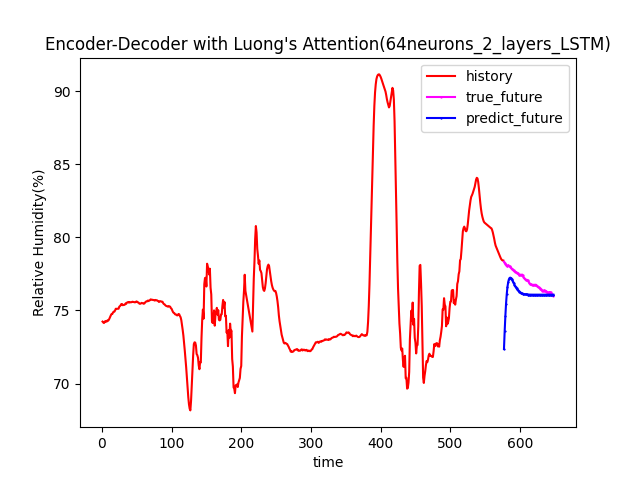 Encoder-Decoder with Luong's Attention(64neurons_2_layers_LSTM)
history
true_future
predict_future
90
85
80
75
70
Relative Humidity(%)
0 100 200 300 400 500 600
time